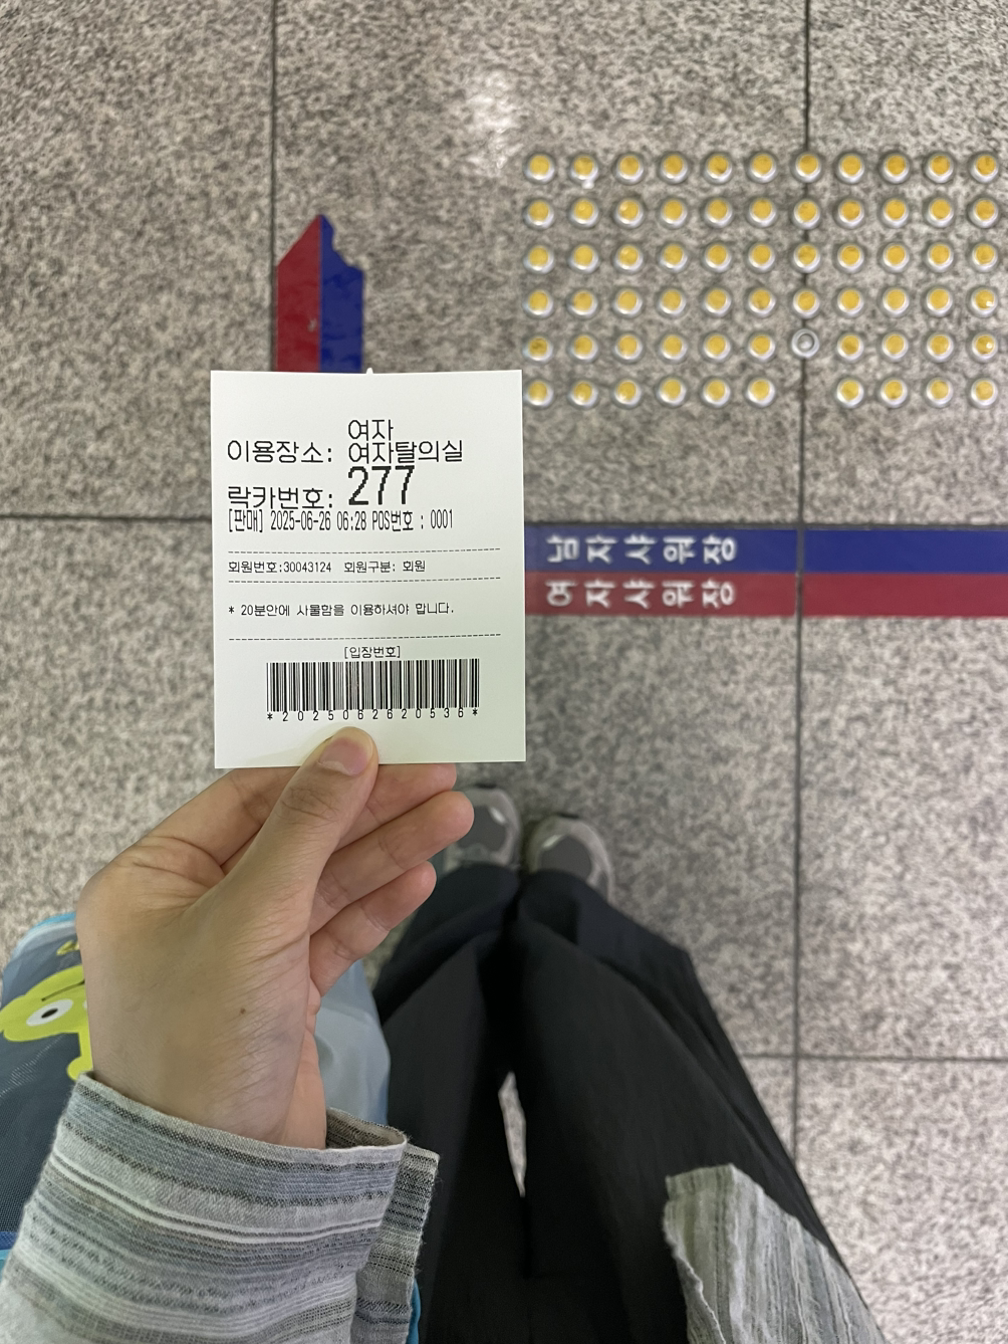 여자
이용장소: 여자탈의실
락카번호: 277
[판매] 2025-06-26 06:28 POS번호 : 0001
회원번호:30043124 회원구분: 회원
* 20분안에 사물함을 이용하셔야 합니다.
[입장번호]
*2025062620536*
남자샤워장
여자샤워장